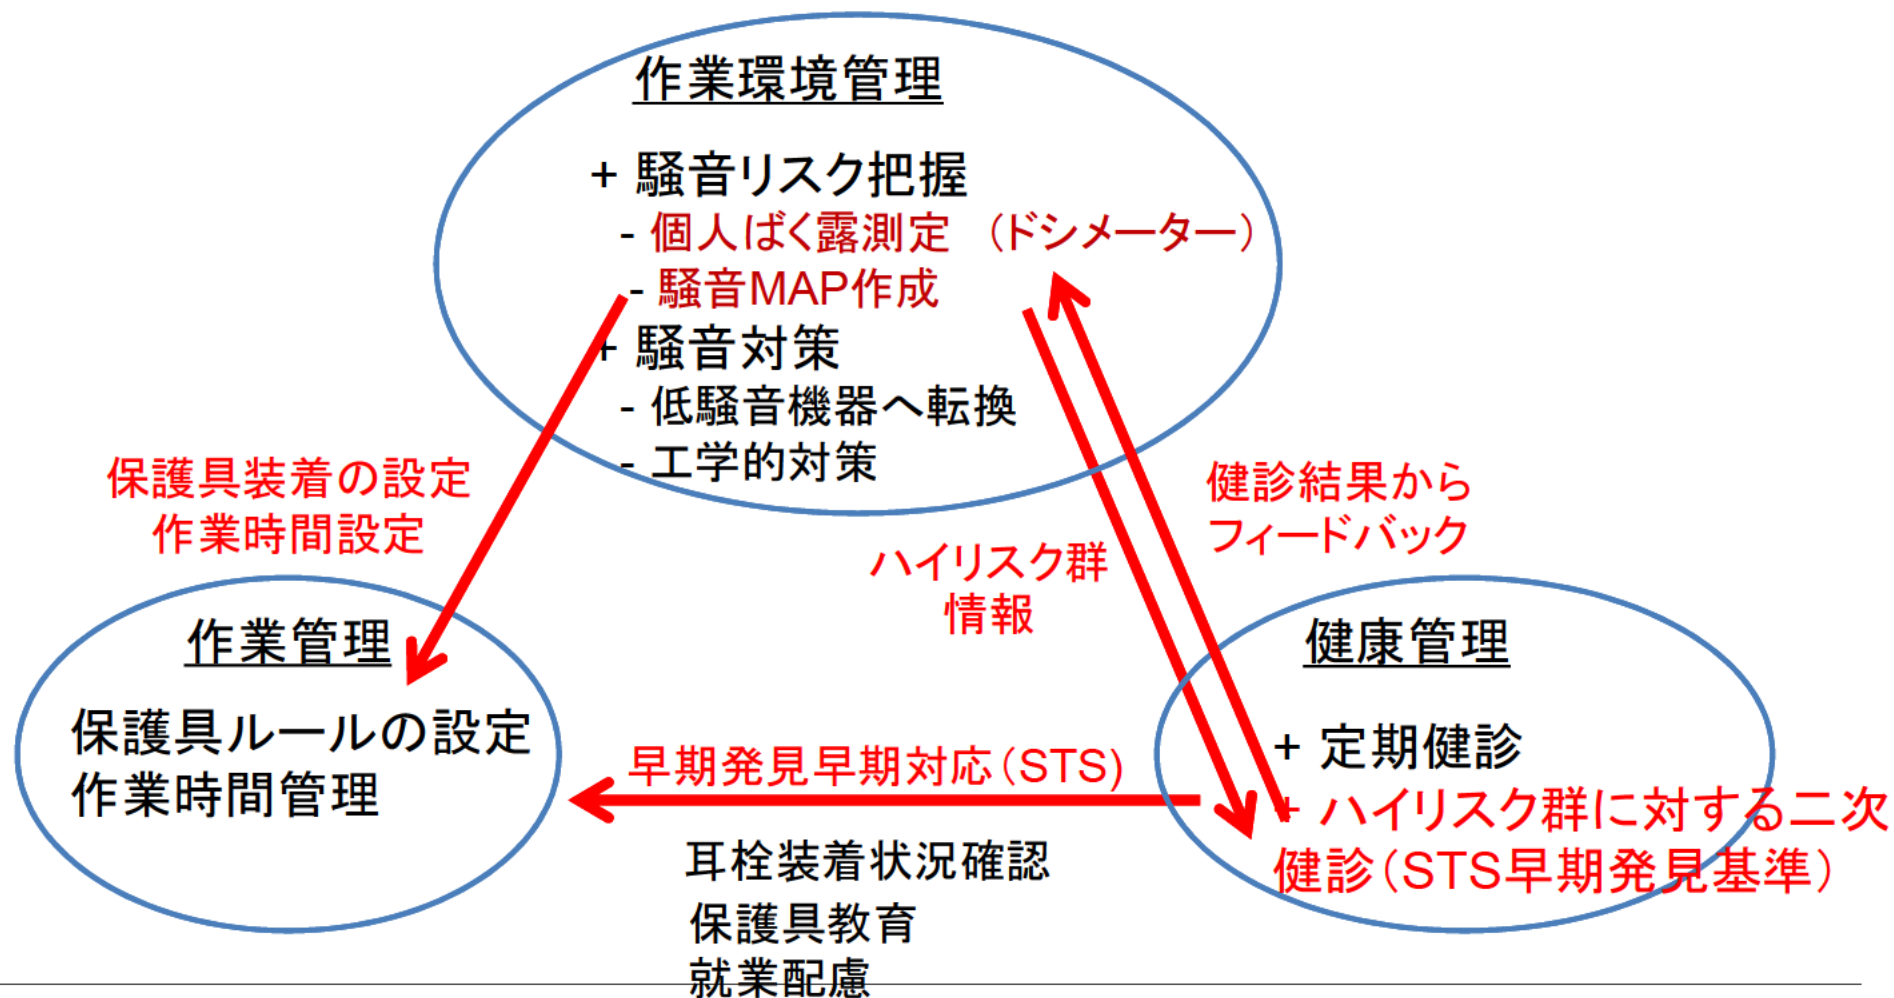 作業環境管理
+ 騒音リスク把握
- 個人ばく露測定 （ドシメーター）
- 騒音MAP作成
+ 騒音対策
- 低騒音機器へ転換
- 工学的対策
保護具装着の設定
作業時間設定
健診結果から
フィードバック
ハイリスク群
情報
作業管理
保護具ルールの設定
作業時間管理
健康管理
+ 定期健診
+ ハイリスク群に対する二次
健診（STS早期発見基準）
早期発見早期対応（STS)
耳栓装着状況確認
保護具教育
就業配慮